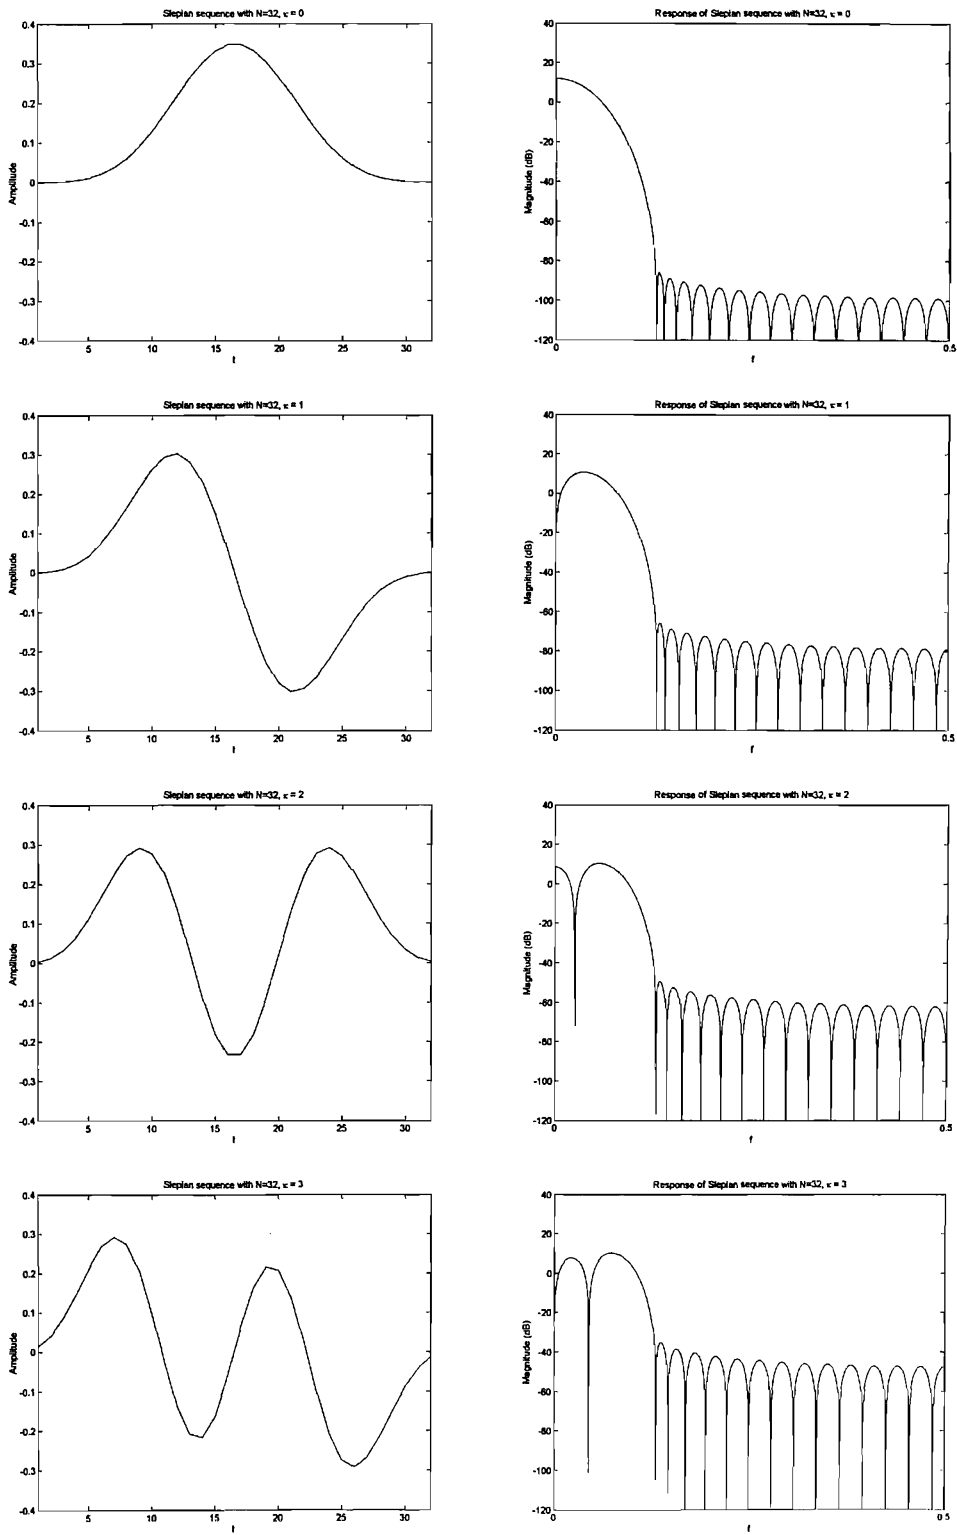 Slepian sequence with N=32, κ = 0
0.4
0.3
0.2
0.1
0
-0.1
-0.2
-0.3
-0.4
Amplitude
5 10 15 20 25 30
t
Response of Slepian sequence with N=32, κ = 0
40
20
0
-20
-40
-60
-80
-100
-120
Magnitude (dB)
0 0.5
f
Slepian sequence with N=32, κ = 1
0.4
0.3
0.2
0.1
0
-0.1
-0.2
-0.3
-0.4
Amplitude
5 10 15 20 25 30
t
Response of Slepian sequence with N=32, κ = 1
40
20
0
-20
-40
-60
-80
-100
-120
Magnitude (dB)
0 0.5
f
Slepian sequence with N=32, κ = 2
0.4
0.3
0.2
0.1
0
-0.1
-0.2
-0.3
-0.4
Amplitude
5 10 15 20 25 30
t
Response of Slepian sequence with N=32, κ = 2
40
20
0
-20
-40
-60
-80
-100
-120
Magnitude (dB)
0 0.5
f
Slepian sequence with N=32, κ = 3
0.4
0.3
0.2
0.1
0
-0.1
-0.2
-0.3
-0.4
Amplitude
5 10 15 20 25 30
t
Response of Slepian sequence with N=32, κ = 3
40
20
0
-20
-40
-60
-80
-100
-120
Magnitude (dB)
0 0.5
f